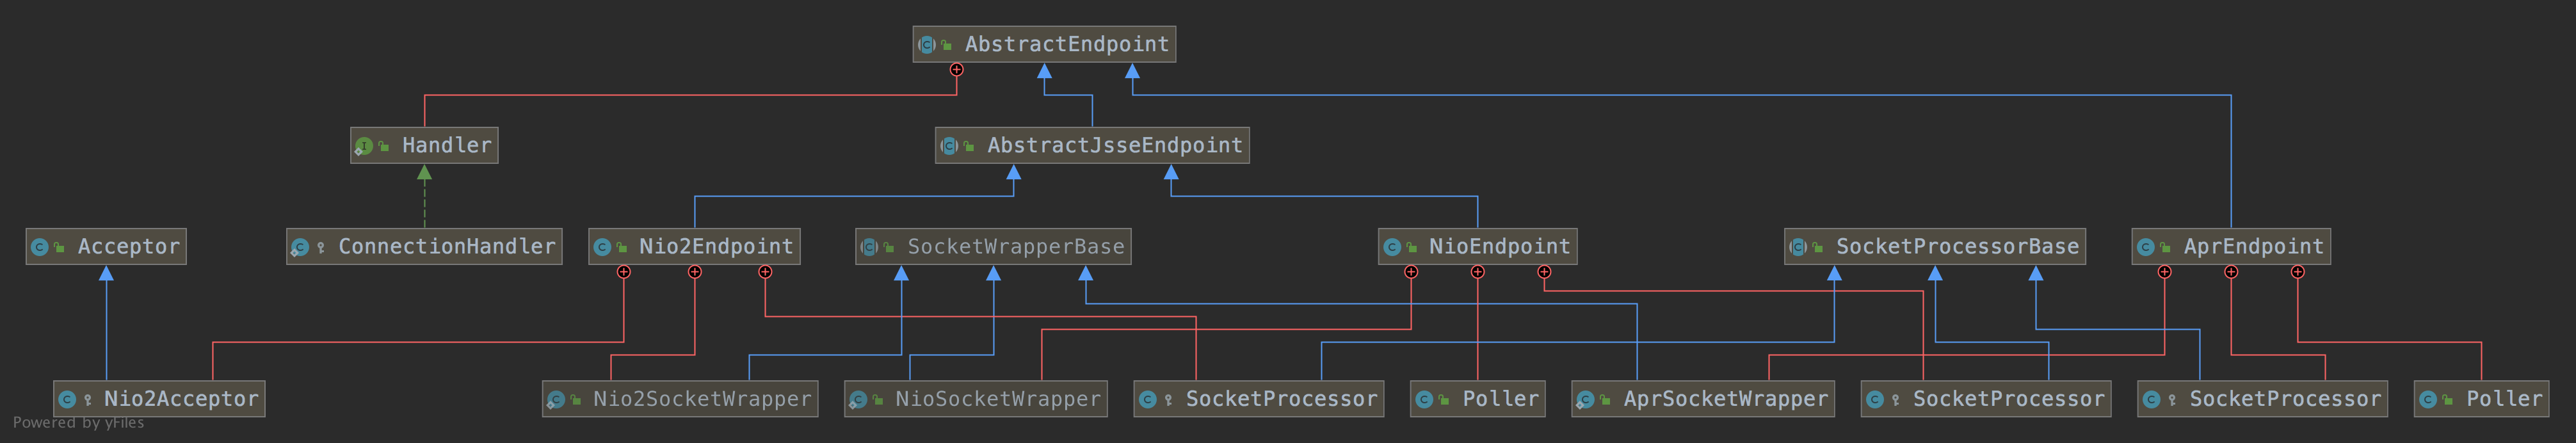 AbstractEndpoint
Handler
AbstractJsseEndpoint
Acceptor
ConnectionHandler
Nio2Endpoint
SocketWrapperBase
NioEndpoint
SocketProcessorBase
AprEndpoint
Nio2Acceptor
Nio2SocketWrapper
NioSocketWrapper
SocketProcessor
Poller
AprSocketWrapper
SocketProcessor
SocketProcessor
Poller
Powered by yFiles